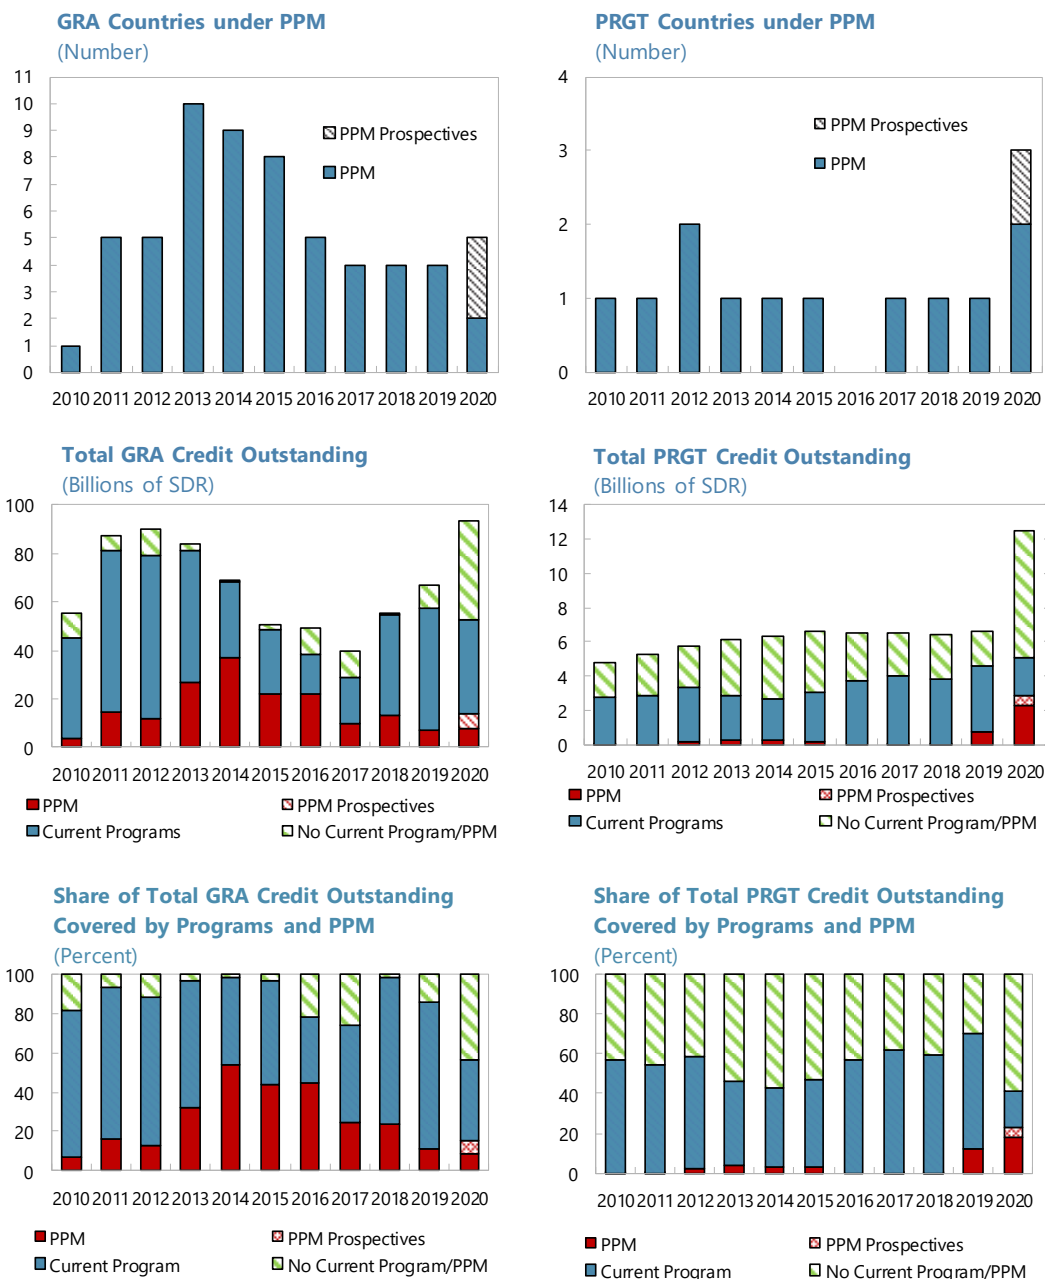 GRA Countries under PPM
(Number)
11
10
9
8
7
6
5
4
3
2
1
0
PPM Prospectives
PPM
2010 2011 2012 2013 2014 2015 2016 2017 2018 2019 2020
PRGT Countries under PPM
(Number)
4
3
2
1
0
PPM Prospectives
PPM
2010 2011 2012 2013 2014 2015 2016 2017 2018 2019 2020
Total GRA Credit Outstanding
(Billions of SDR)
100
80
60
40
20
0
2010 2011 2012 2013 2014 2015 2016 2017 2018 2019 2020
PPM
PPM Prospectives
Current Programs
No Current Program/PPM
Total PRGT Credit Outstanding
(Billions of SDR)
14
12
10
8
6
4
2
0
2010 2011 2012 2013 2014 2015 2016 2017 2018 2019 2020
PPM
PPM Prospectives
Current Programs
No Current Program/PPM
Share of Total GRA Credit Outstanding
Covered by Programs and PPM
(Percent)
100
80
60
40
20
0
2010 2011 2012 2013 2014 2015 2016 2017 2018 2019 2020
PPM
PPM Prospectives
Current Program
No Current Program/PPM
Share of Total PRGT Credit Outstanding
Covered by Programs and PPM
(Percent)
100
80
60
40
20
0
2010 2011 2012 2013 2014 2015 2016 2017 2018 2019 2020
PPM
PPM Prospectives
Current Program
No Current Program/PPM